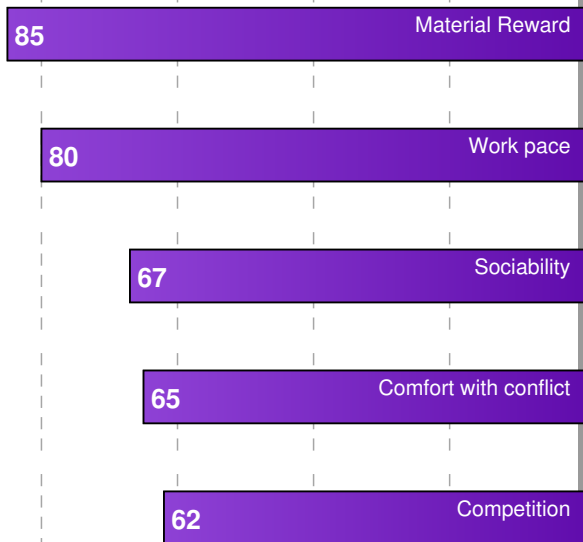 85 Material Reward
80 Work pace
67 Sociability
65 Comfort with conflict
62 Competition